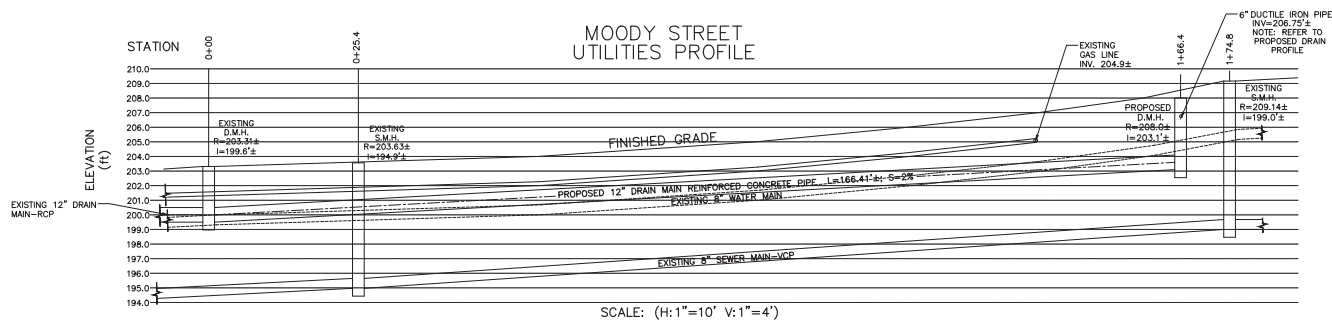 MOODY STREET
UTILITIES PROFILE
STATION
0+00
0+25.4
1+66.4
1+74.8
6" DUCTILE IRON PIPE
INV=206.75'±
NOTE: REFER TO
PROPOSED DRAIN
PROFILE
EXISTING
GAS LINE
INV. 204.9±
ELEVATION
(ft)
210.0
209.0
208.0
207.0
206.0
205.0
204.0
203.0
202.0
201.0
200.0
199.0
198.0
197.0
196.0
195.0
194.0
EXISTING
D.M.H.
R=203.31±
I=199.6'±
EXISTING
S.M.H.
R=203.63±
I=194.9'±
FINISHED GRADE
PROPOSED
D.M.H.
R=208.0±
I=203.1'±
EXISTING
S.M.H.
R=209.14±
I=199.0'±
PROPOSED 12" DRAIN MAIN REINFORCED CONCRETE PIPE L=166.41'±; S=2%
EXISTING 8" WATER MAIN
EXISTING 12" DRAIN
MAIN-RCP
EXISTING 8" SEWER MAIN-VCP
SCALE: (H:1"=10' V:1"=4')